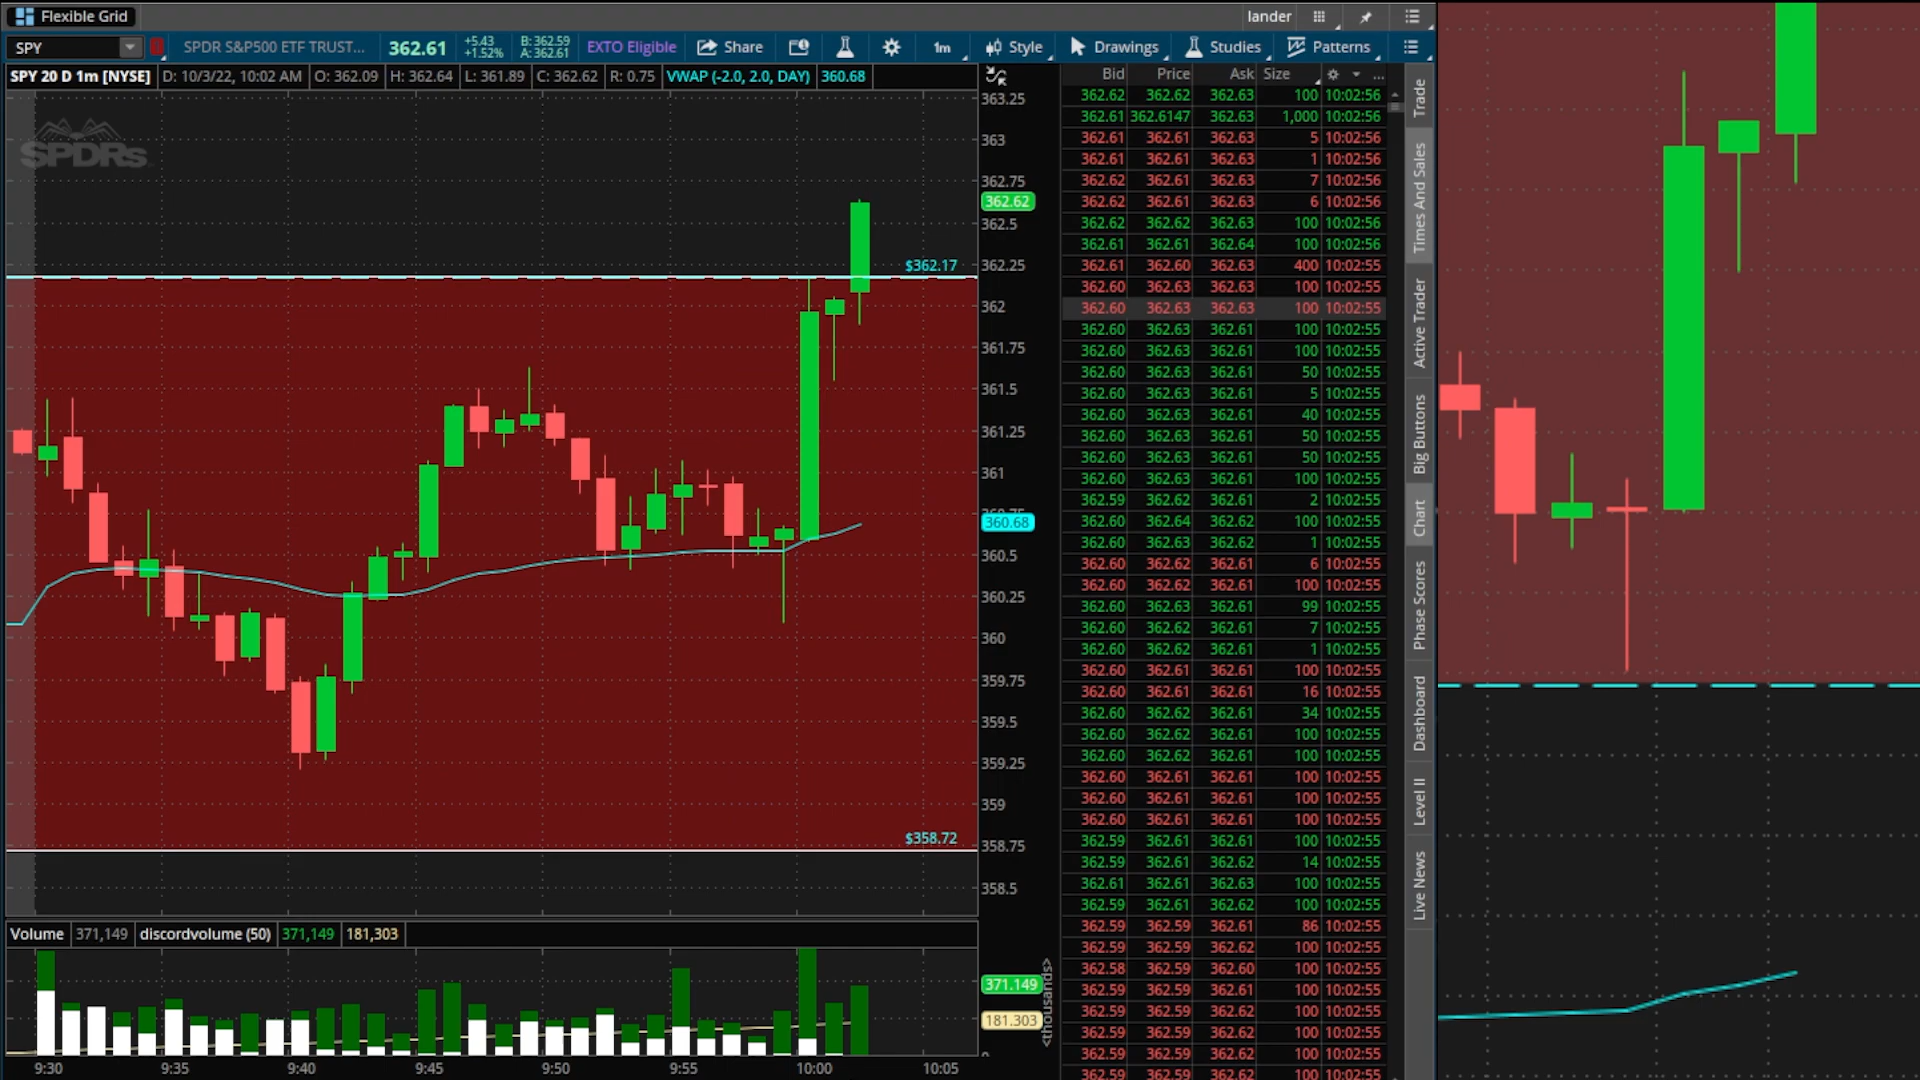 Flexible Grid
lander
SPY
SPDR S&P500 ETF TRUST...
362.61
+5.43
+1.52%
B: 362.59
A: 362.61
EXTO Eligible
Share
1m
Style
Drawings
Studies
Patterns
SPY 20 D 1m [NYSE]
D: 10/3/22, 10:02 AM
O: 362.09
H: 362.64
L: 361.89
C: 362.62
R: 0.75
VWAP (-2.0, 2.0, DAY)
360.68
SPDRs
$362.17
$358.72
363.25
363
362.75
362.62
362.5
362.25
362
361.75
361.5
361.25
361
360.68
360.5
360.25
360
359.75
359.5
359.25
359
358.75
358.5
Bid Price Ask Size ...
362.62 362.62 362.63 100 10:02:56
362.61 362.6147 362.63 1,000 10:02:56
362.61 362.61 362.63 5 10:02:56
362.61 362.61 362.63 1 10:02:56
362.62 362.61 362.63 7 10:02:56
362.62 362.61 362.63 6 10:02:56
362.62 362.62 362.63 100 10:02:56
362.61 362.61 362.64 100 10:02:56
362.61 362.60 362.63 400 10:02:55
362.60 362.63 362.63 100 10:02:55
362.60 362.63 362.63 100 10:02:55
362.60 362.63 362.61 100 10:02:55
362.60 362.63 362.61 100 10:02:55
362.60 362.63 362.61 50 10:02:55
362.60 362.63 362.61 5 10:02:55
362.60 362.63 362.61 40 10:02:55
362.60 362.63 362.61 50 10:02:55
362.60 362.63 362.61 50 10:02:55
362.60 362.63 362.61 100 10:02:55
362.59 362.62 362.61 2 10:02:55
362.60 362.64 362.62 100 10:02:55
362.60 362.63 362.62 1 10:02:55
362.60 362.62 362.61 6 10:02:55
362.60 362.62 362.61 100 10:02:55
362.60 362.63 362.61 99 10:02:55
362.60 362.62 362.61 7 10:02:55
362.60 362.62 362.61 1 10:02:55
362.60 362.61 362.61 100 10:02:55
362.60 362.61 362.61 16 10:02:55
362.60 362.62 362.61 34 10:02:55
362.60 362.62 362.61 100 10:02:55
362.60 362.62 362.61 100 10:02:55
362.60 362.61 362.61 100 10:02:55
362.60 362.61 362.61 100 10:02:55
362.60 362.61 362.61 100 10:02:55
362.59 362.61 362.61 100 10:02:55
362.59 362.61 362.62 14 10:02:55
362.61 362.61 362.63 100 10:02:55
362.59 362.61 362.62 100 10:02:55
362.59 362.59 362.61 86 10:02:55
362.59 362.59 362.62 100 10:02:55
362.58 362.59 362.60 100 10:02:55
362.59 362.59 362.61 100 10:02:55
362.59 362.59 362.62 100 10:02:55
362.59 362.59 362.62 100 10:02:55
362.59 362.59 362.62 100 10:02:55
362.59 362.59 362.62 100 10:02:55
Trade
Times And Sales
Active Trader
Big Buttons
Chart
Phase Scores
Dashboard
Level II
Live News
Volume
371,149
discordvolume (50)
371,149
181,303
371.149
181.303
<thousands>
9:30
9:35
9:40
9:45
9:50
9:55
10:00
10:05